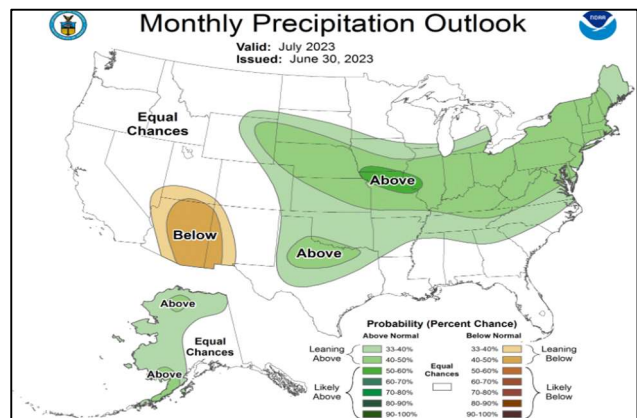 Monthly Precipitation Outlook
Valid: July 2023
Issued: June 30, 2023
NOAA
Equal
Chances
Above
Below
Above
Above
Equal
Chances
Above
Probability (Percent Chance)
Above Normal
Below Normal
Leaning
Above
33-40%
40-50%
Likely
Above
50-60%
60-70%
70-80%
80-90%
90-100%
Equal
Chances
33-40%
40-50%
Leaning
Below
50-60%
60-70%
70-80%
80-90%
90-100%
Likely
Below